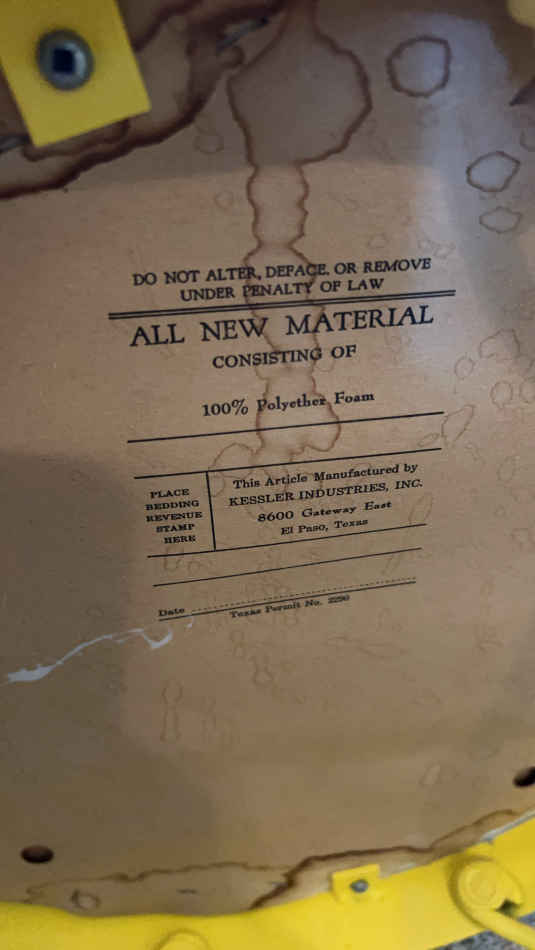 DO NOT ALTER, DEFACE, OR REMOVE
UNDER PENALTY OF LAW
ALL NEW MATERIAL
CONSISTING OF
100% Polyether Foam
PLACE
BEDDING
REVENUE
STAMP
HERE
This Article Manufactured by
KESSLER INDUSTRIES, INC.
8600 Gateway East
El Paso, Texas
Date
Texas Permit No. 2290